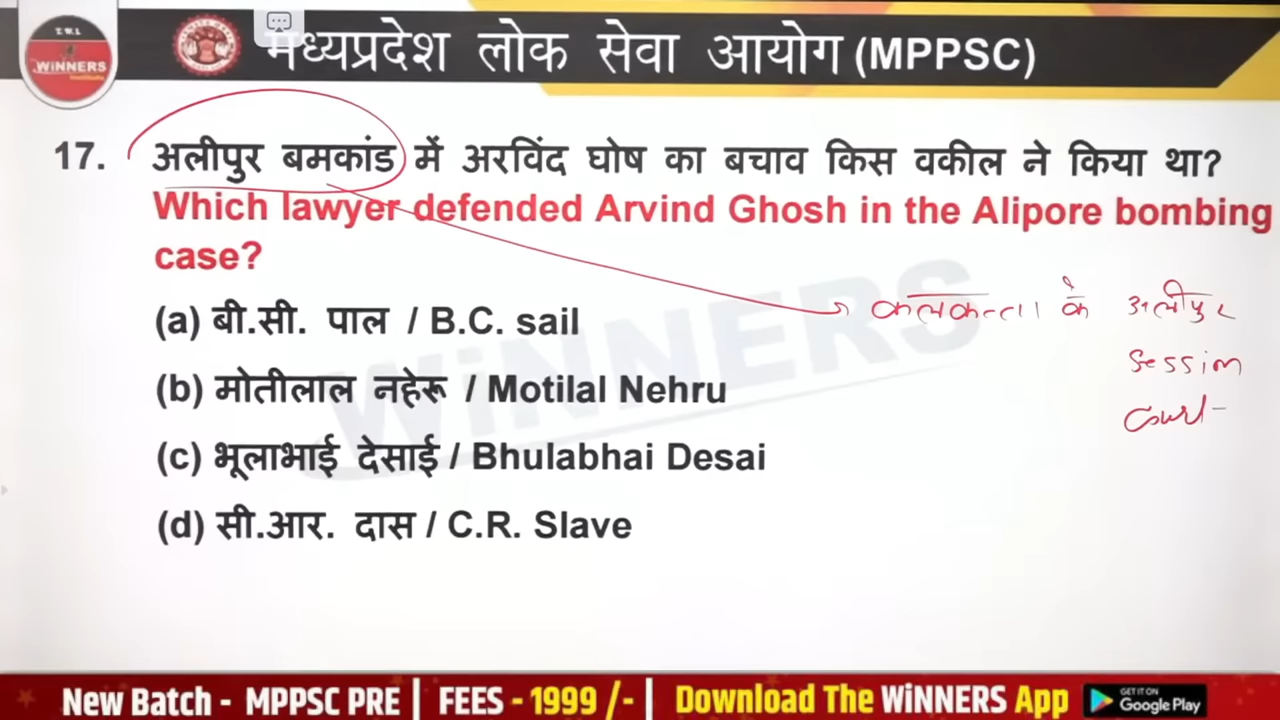 T.W.I.
WiNNERS
मध्यप्रदेश लोक सेवा आयोग (MPPSC)
17. अलीपुर बमकांड में अरविंद घोष का बचाव किस वकील ने किया था?
Which lawyer defended Arvind Ghosh in the Alipore bombing
case?
(a) बी.सी. पाल / B.C. sail
(b) मोतीलाल नहेरू / Motilal Nehru
(c) भूलाभाई देसाई / Bhulabhai Desai
(d) सी.आर. दास / C.R. Slave
कलकत्ता के अलीपुर
session
court
WiNNERS
New Batch - MPPSC PRE | FEES - 1999 /- | Download The WiNNERS App
GET IT ON
Google Play